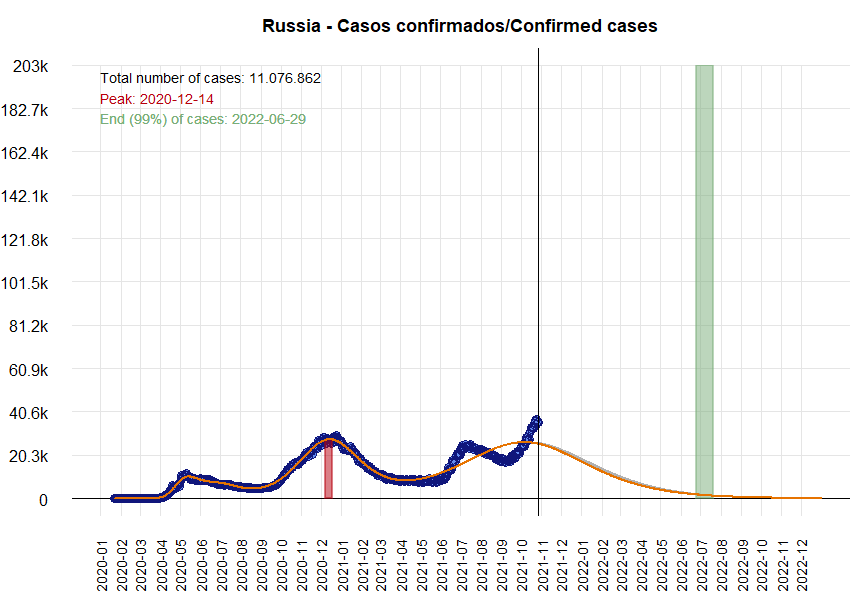 Russia - Casos confirmados/Confirmed cases
203k
Total number of cases: 11.076.862
Peak: 2020-12-14
182.7k
End (99%) of cases: 2022-06-29
162.4k
142.1k
121.8k
101.5k
81.2k
60.9k
40.6k
20.3k
0
2020-01
2020-02
2020-03
2020-04
2020-05
2020-06
2020-07
2020-08
2020-09
2020-10
2020-11
2020-12
2021-01
2021-02
2021-03
2021-04
2021-05
2021-06
2021-07
2021-08
2021-09
2021-10
2021-11
2021-12
2022-01
2022-02
2022-03
2022-04
2022-05
2022-06
2022-07
2022-08
2022-09
2022-10
2022-11
2022-12